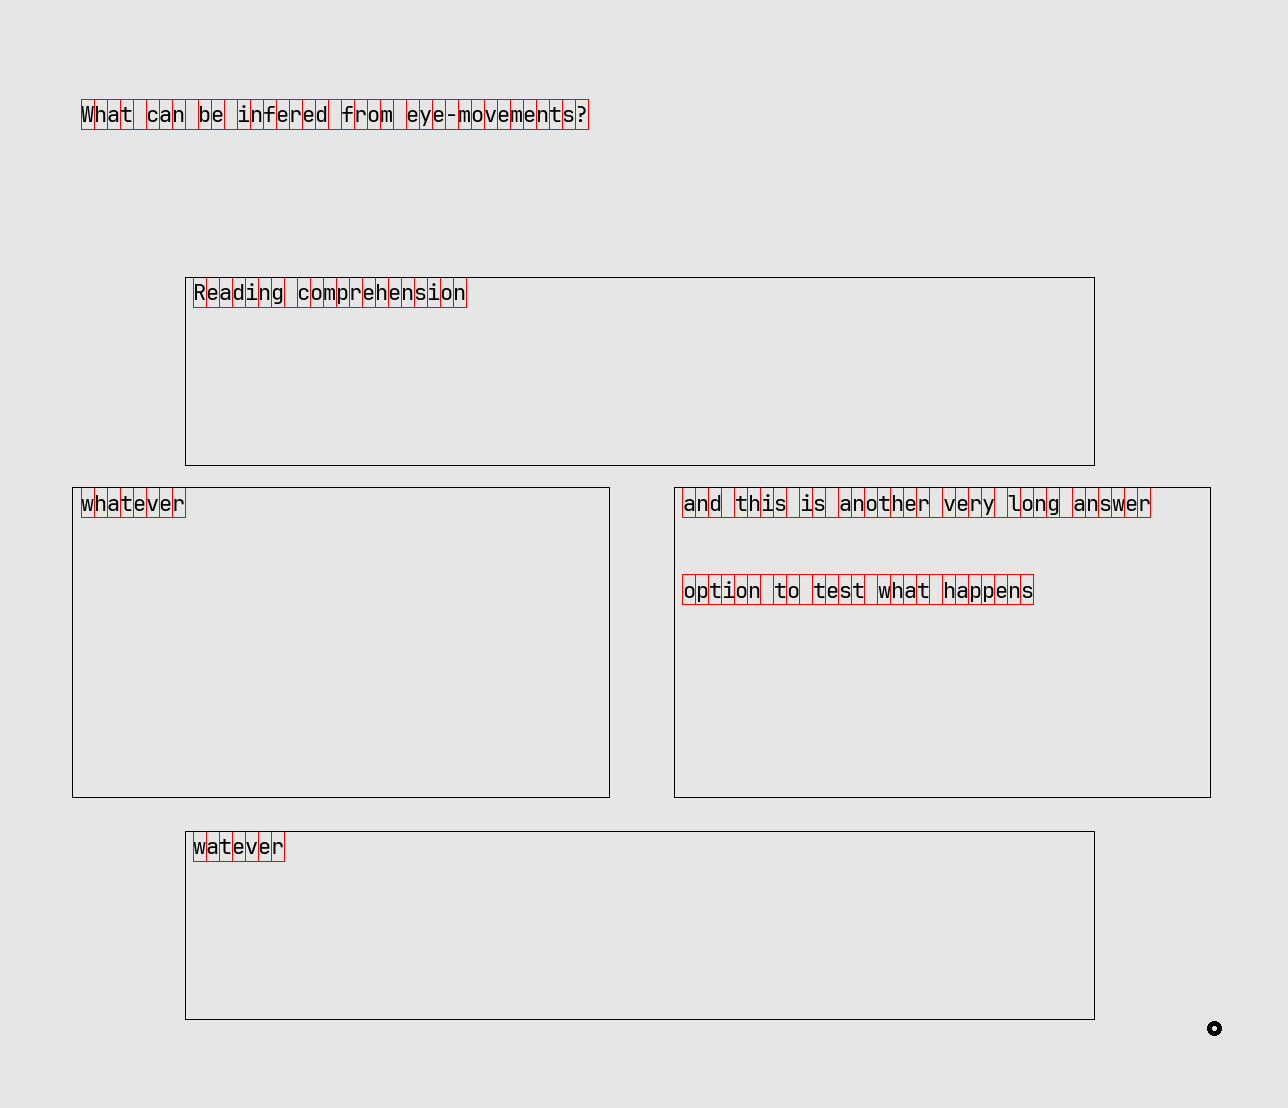 What can be infered from eye-movements?
Reading comprehension
whatever
and this is another very long answer
option to test what happens
watever